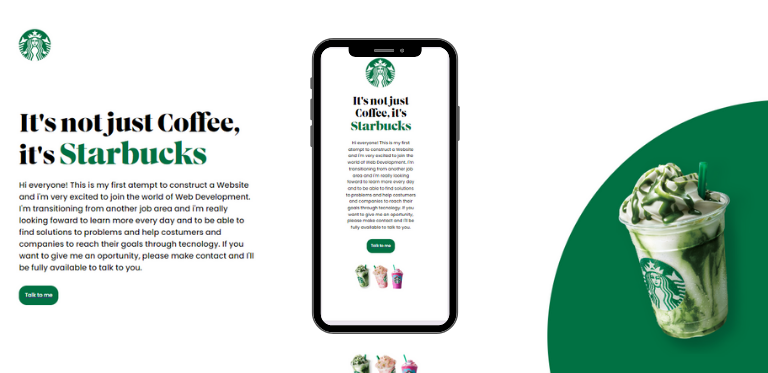 It's not just Coffee,
it's Starbucks
Hi everyone! This is my first atempt to construct a Website
and i'm very excited to join the world of Web Development.
I'm transitioning from another job area and i'm really
looking foward to learn more every day and to be able to
find solutions to problems and help costumers and
companies to reach their goals through tecnology. If you
want to give me an oportunity, please make contact and I'll
be fully available to talk to you.
Talk to me
It's not just
Coffee, it's
Starbucks
Hi everyone! This is my first
atempt to construct a Website
and i'm very excited to join the
world of Web Development. I'm
transitioning from another job
area and i'm really looking
foward to learn more every day
and to be able to find solutions
to problems and help costumers
and companies to reach their
goals through tecnology. If you
want to give me an oportunity,
please make contact and I'll be
fully available to talk to you.
Talk to me